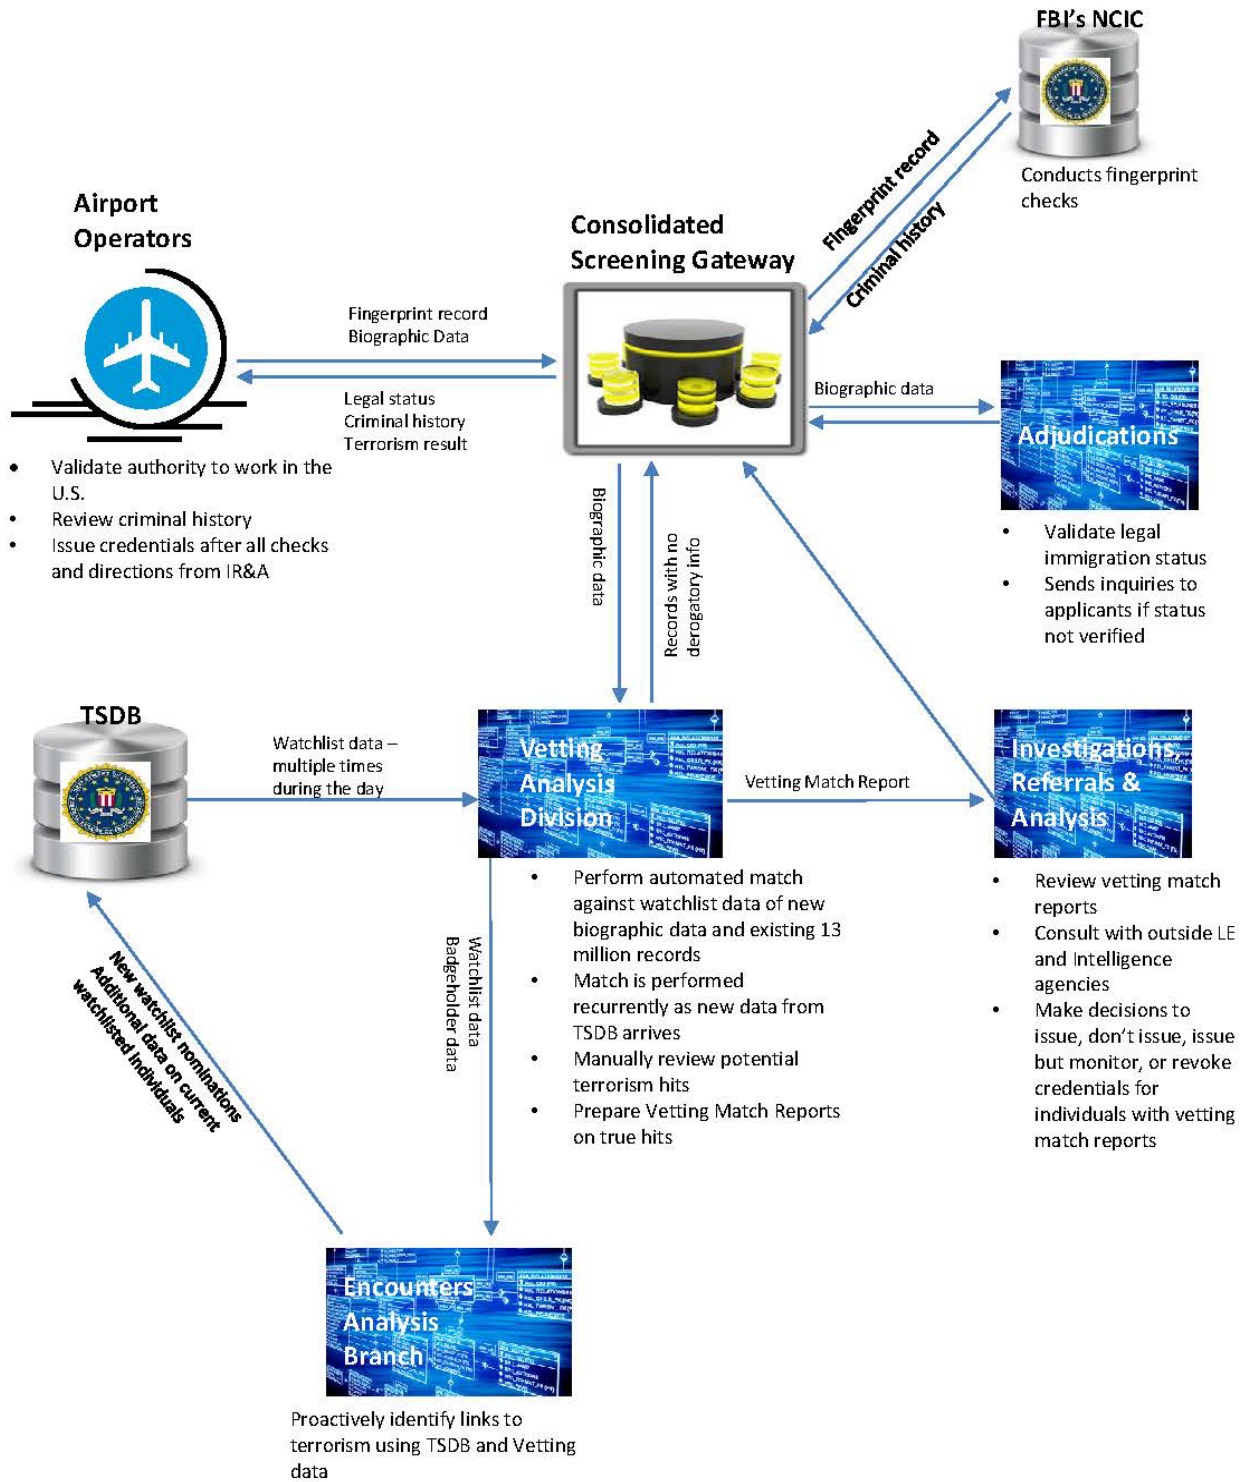 FBI's NCIC
Conducts fingerprint
checks
Fingerprint record
Criminal history
Airport
Operators
Consolidated
Screening Gateway
Fingerprint record
Biographic Data
Legal status
Criminal history
Terrorism result
Biographic data
Adjudications
• Validate authority to work in the
U.S.
• Review criminal history
• Issue credentials after all checks
and directions from IR&A
• Validate legal
immigration status
• Sends inquiries to
applicants if status
not verified
Biographic data
Records with no
derogatory info
TSDB
Watchlist data –
multiple times
during the day
Vetting
Analysis
Division
Vetting Match Report
Investigations,
Referrals &
Analysis
• Perform automated match
against watchlist data of new
biographic data and existing 13
million records
• Match is performed
recurrently as new data from
TSDB arrives
• Manually review potential
terrorism hits
• Prepare Vetting Match Reports
on true hits
• Review vetting match
reports
• Consult with outside LE
and Intelligence
agencies
• Make decisions to
issue, don't issue, issue
but monitor, or revoke
credentials for
individuals with vetting
match reports
Watchlist data
Badgeholder data
New watchlist nominations
Additional data on current
watchlisted individuals
Encounters
Analysis
Branch
Proactively identify links to
terrorism using TSDB and Vetting
data